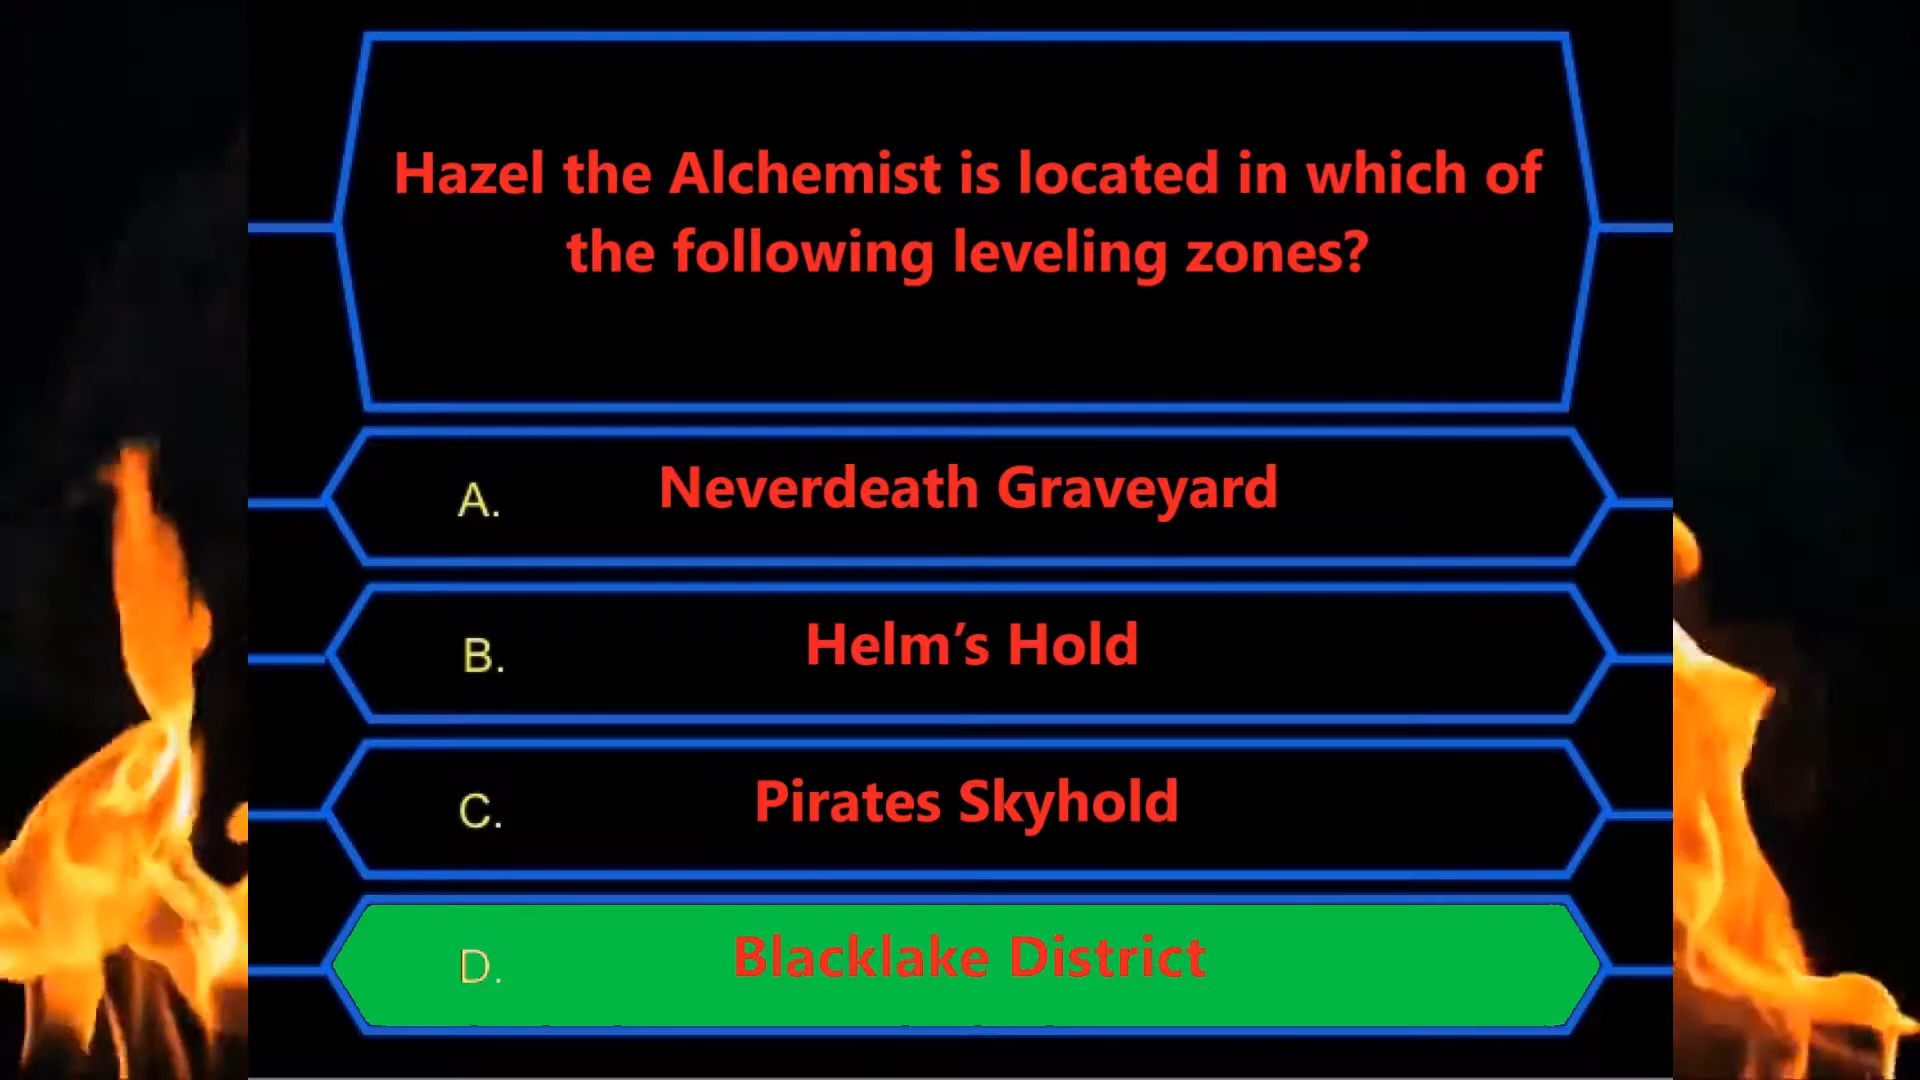 Hazel the Alchemist is located in which of
the following leveling zones?
A. Neverdeath Graveyard
B. Helm’s Hold
C. Pirates Skyhold
D. Blacklake District